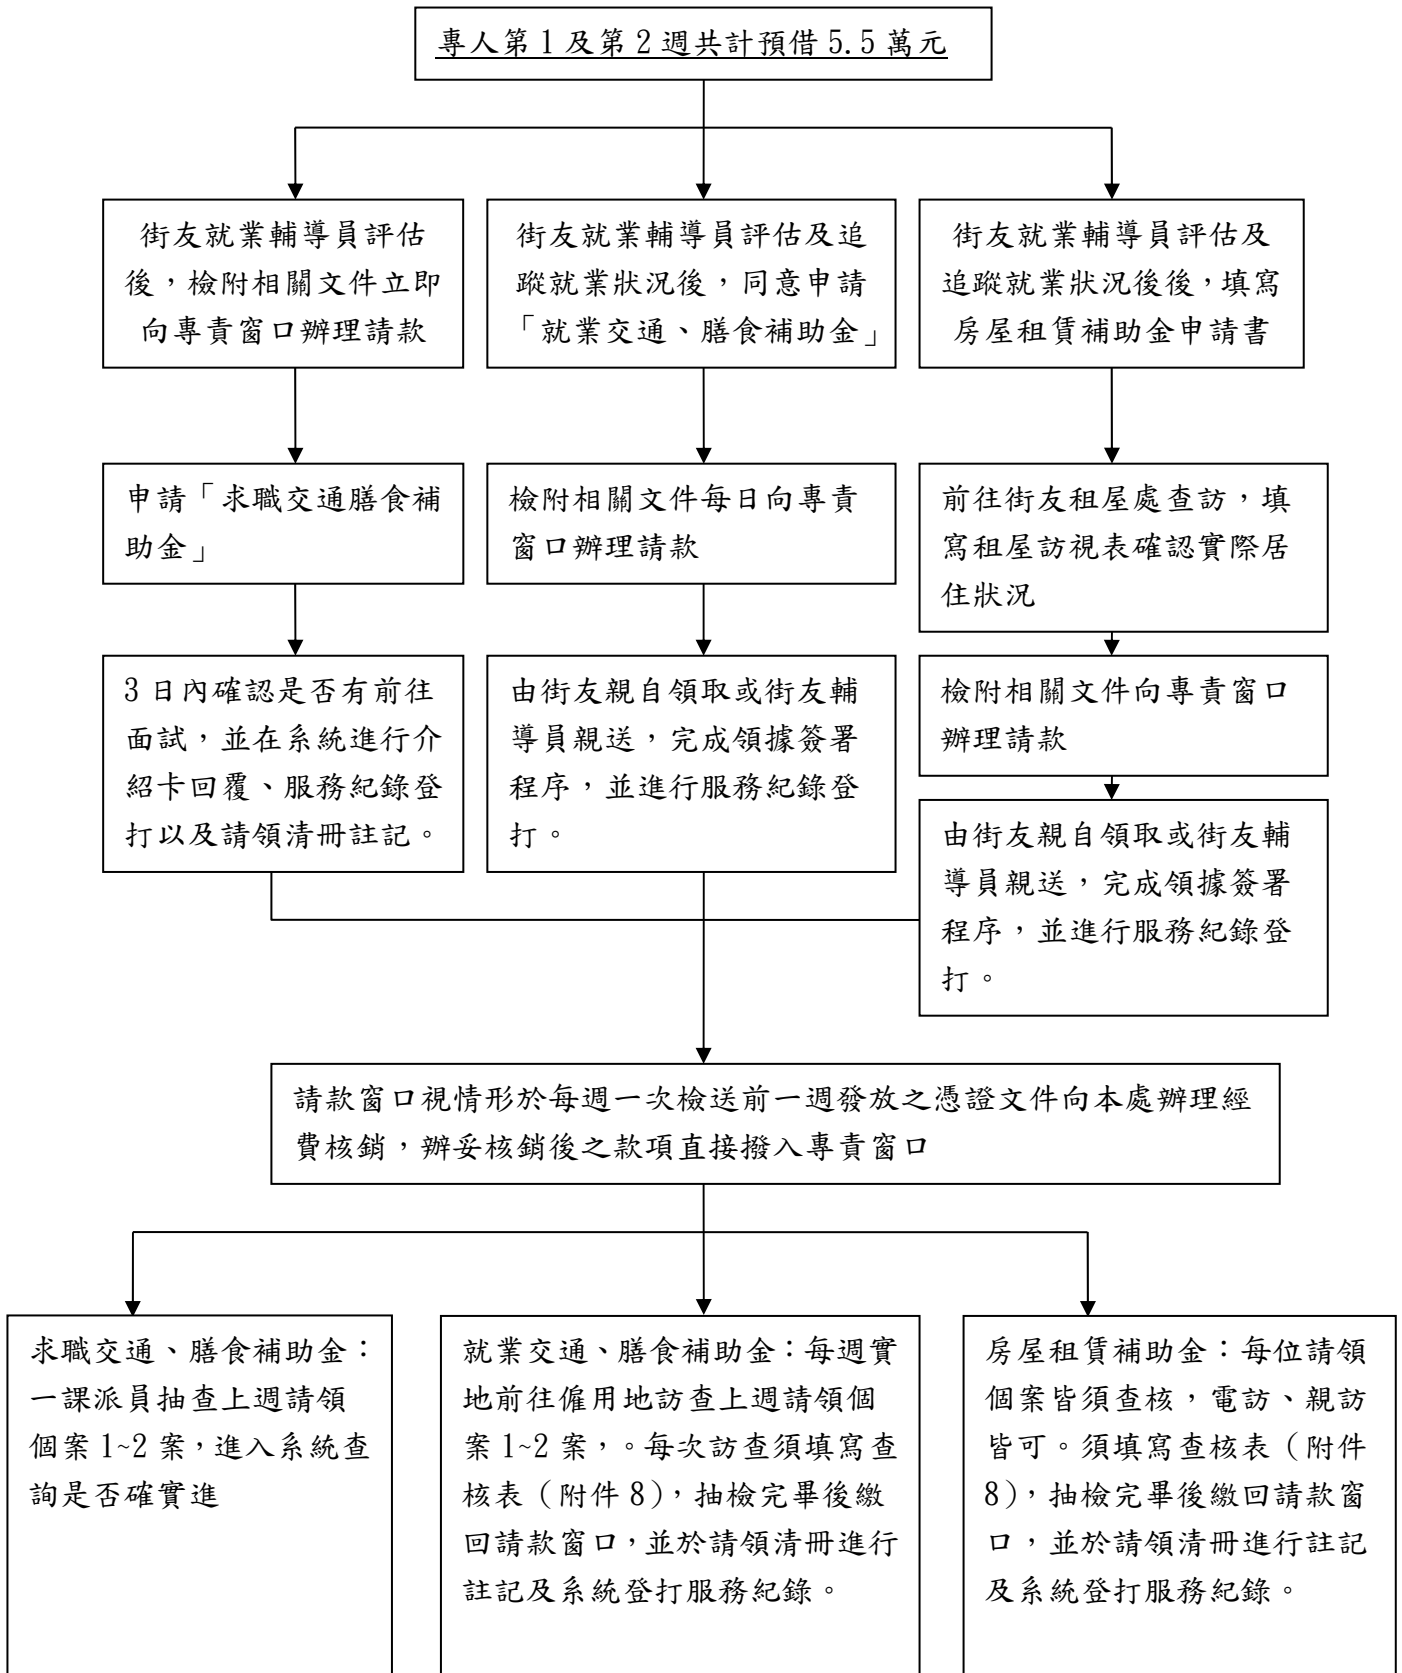 專人第1及第2週共計預借5.5萬元
街友就業輔導員評估
後，檢附相關文件立即
向專責窗口辦理請款
街友就業輔導員評估及追
蹤就業狀況後，同意申請
「就業交通、膳食補助金」
街友就業輔導員評估及
追蹤就業狀況後後，填寫
房屋租賃補助金申請書
申請「求職交通膳食補
助金」
檢附相關文件每日向專責
窗口辦理請款
前往街友租屋處查訪，填
寫租屋訪視表確認實際居
住狀況
3日內確認是否有前往
面試，並在系統進行介
紹卡回覆、服務紀錄登
打以及請領清冊註記。
由街友親自領取或街友輔
導員親送，完成領據簽署
程序，並進行服務紀錄登
打。
檢附相關文件向專責窗口
辦理請款
由街友親自領取或街友輔
導員親送，完成領據簽署
程序，並進行服務紀錄登
打。
請款窗口視情形於每週一次檢送前一週發放之憑證文件向本處辦理經
費核銷，辦妥核銷後之款項直接撥入專責窗口
求職交通、膳食補助金：
一課派員抽查上週請領
個案1~2案，進入系統查
詢是否確實進
就業交通、膳食補助金：每週實
地前往僱用地訪查上週請領個
案1~2案，。每次訪查須填寫查
核表（附件8），抽檢完畢後繳
回請款窗口，並於請領清冊進行
註記及系統登打服務紀錄。
房屋租賃補助金：每位請領
個案皆須查核，電訪、親訪
皆可。須填寫查核表（附件
8），抽檢完畢後繳回請款窗
口，並於請領清冊進行註記
及系統登打服務紀錄。